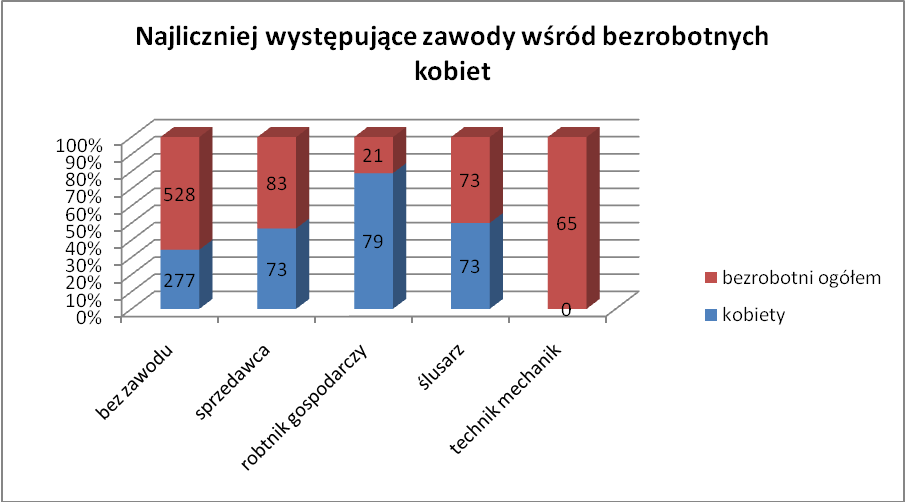 Najliczniej występujące zawody wśród bezrobotnych
kobiet
100%
90%
80%
70%
60%
50%
40%
30%
20%
10%
0%
528
277
83
73
21
79
73
73
65
0
bez zawodu
sprzedawca
robtnik gospodarczy
ślusarz
technik mechanik
bezrobotni ogółem
kobiety